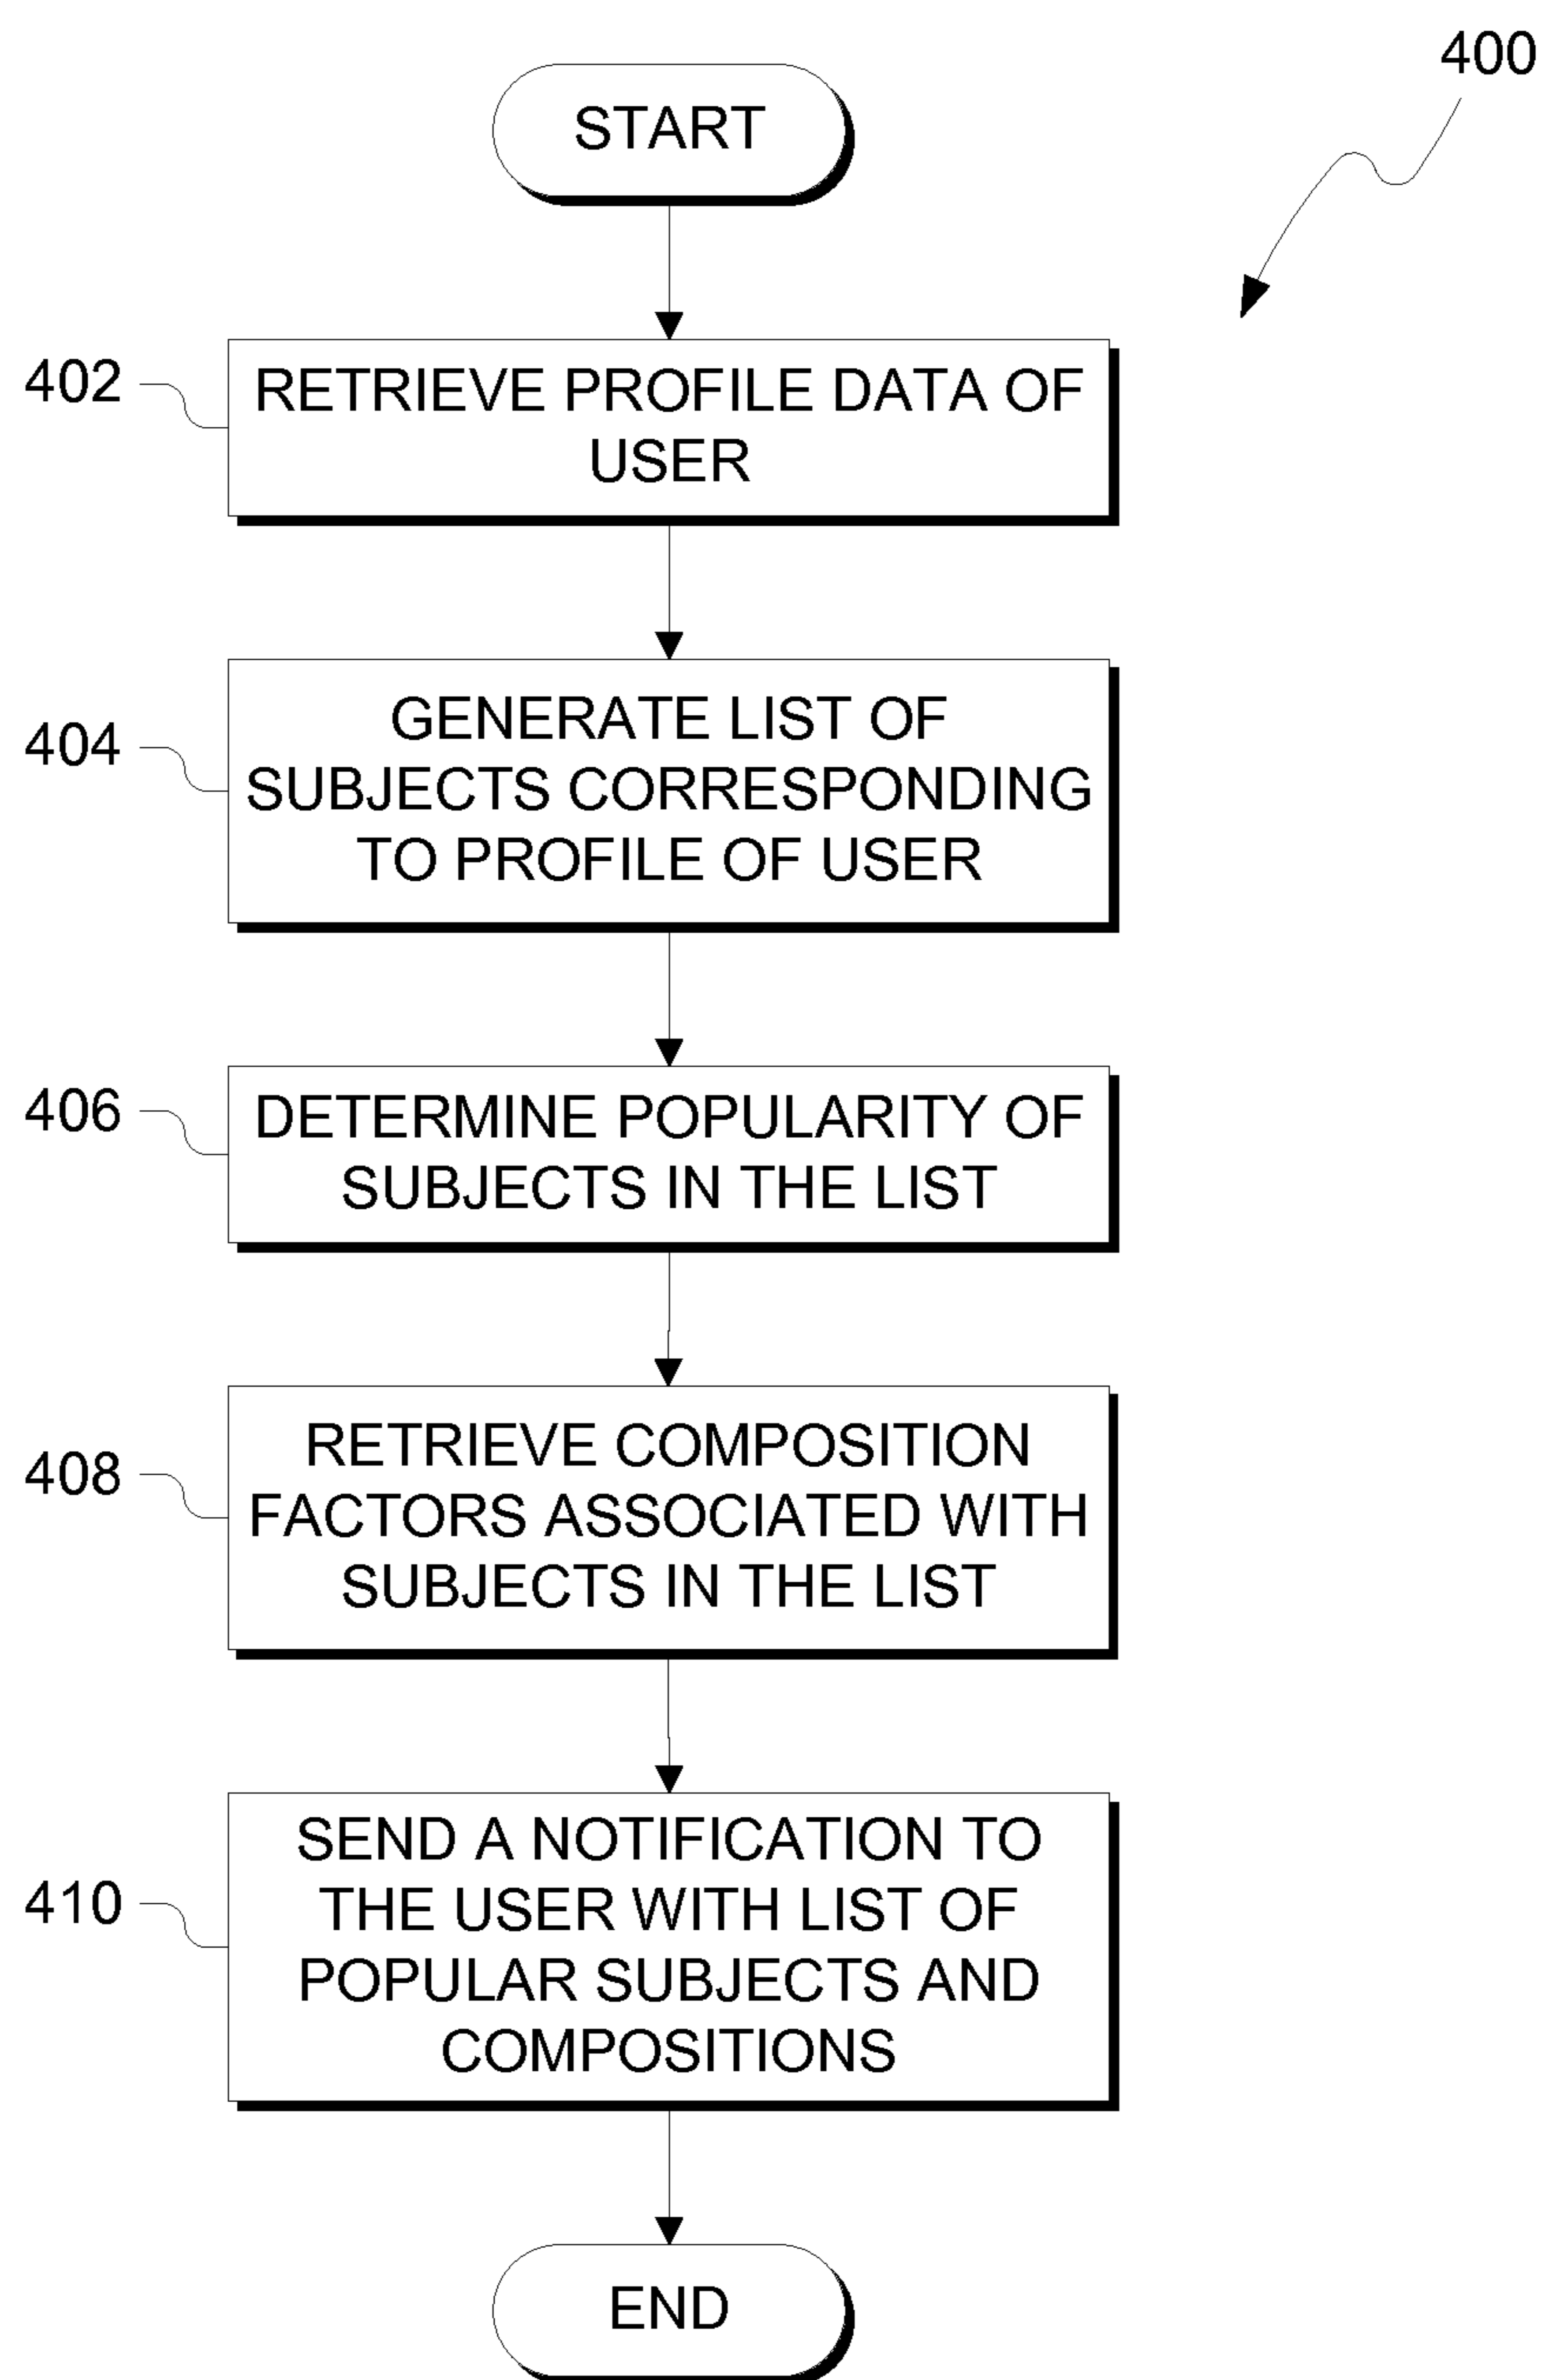 400
START
402
RETRIEVE PROFILE DATA OF
USER
404
GENERATE LIST OF
SUBJECTS CORRESPONDING
TO PROFILE OF USER
406
DETERMINE POPULARITY OF
SUBJECTS IN THE LIST
408
RETRIEVE COMPOSITION
FACTORS ASSOCIATED WITH
SUBJECTS IN THE LIST
410
SEND A NOTIFICATION TO
THE USER WITH LIST OF
POPULAR SUBJECTS AND
COMPOSITIONS
END